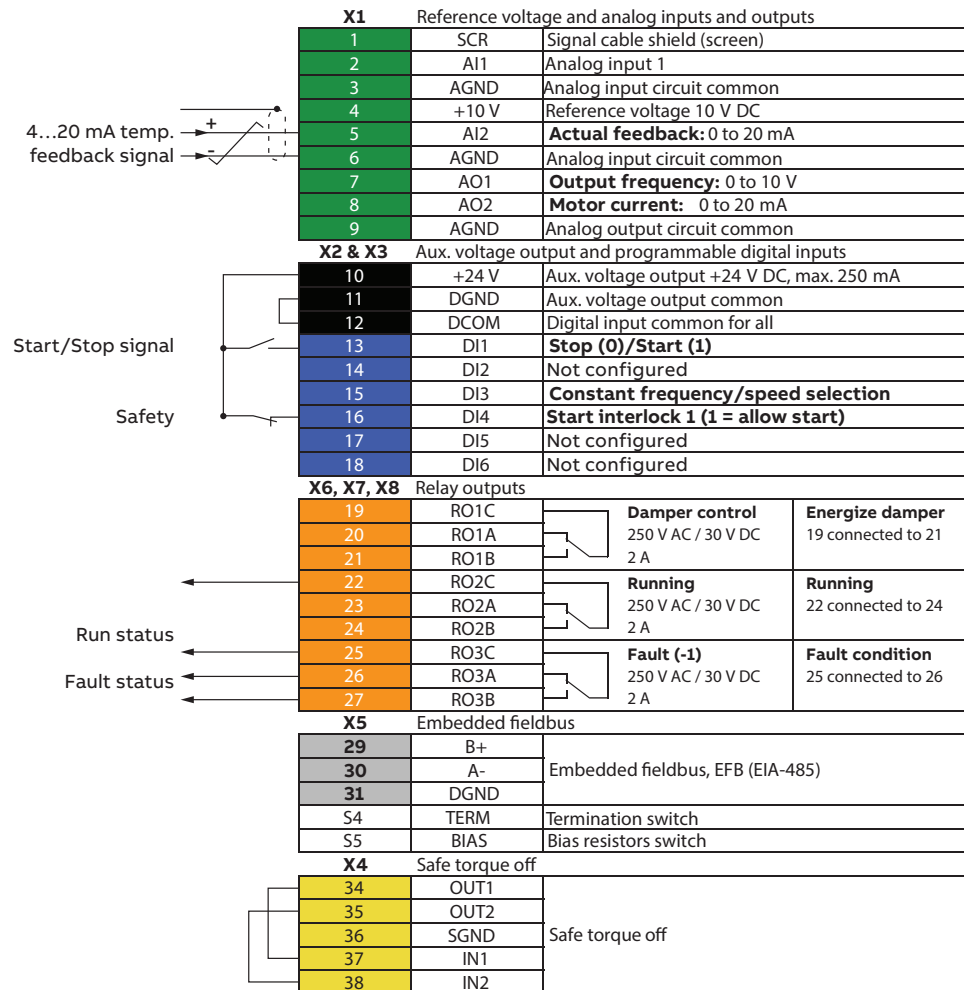 X1 Reference voltage and analog inputs and outputs
1 SCR Signal cable shield (screen)
2 AI1 Analog input 1
3 AGND Analog input circuit common
4 +10 V Reference voltage 10 V DC
4...20 mA temp. + 5 AI2 Actual feedback: 0 to 20 mA
feedback signal - 6 AGND Analog input circuit common
7 AO1 Output frequency: 0 to 10 V
8 AO2 Motor current: 0 to 20 mA
9 AGND Analog output circuit common
X2 & X3 Aux. voltage output and programmable digital inputs
10 +24 V Aux. voltage output +24 V DC, max. 250 mA
11 DGND Aux. voltage output common
12 DCOM Digital input common for all
Start/Stop signal 13 DI1 Stop (0)/Start (1)
14 DI2 Not configured
15 DI3 Constant frequency/speed selection
Safety 16 DI4 Start interlock 1 (1 = allow start)
17 DI5 Not configured
18 DI6 Not configured
X6, X7, X8 Relay outputs
19 RO1C Damper control Energize damper
20 RO1A 250 V AC / 30 V DC 19 connected to 21
21 RO1B 2 A
22 RO2C Running Running
23 RO2A 250 V AC / 30 V DC 22 connected to 24
24 RO2B 2 A
Run status
25 RO3C Fault (-1) Fault condition
Fault status 26 RO3A 250 V AC / 30 V DC 25 connected to 26
27 RO3B 2 A
X5 Embedded fieldbus
29 B+
30 A- Embedded fieldbus, EFB (EIA-485)
31 DGND
S4 TERM Termination switch
S5 BIAS Bias resistors switch
X4 Safe torque off
34 OUT1
35 OUT2
36 SGND Safe torque off
37 IN1
38 IN2